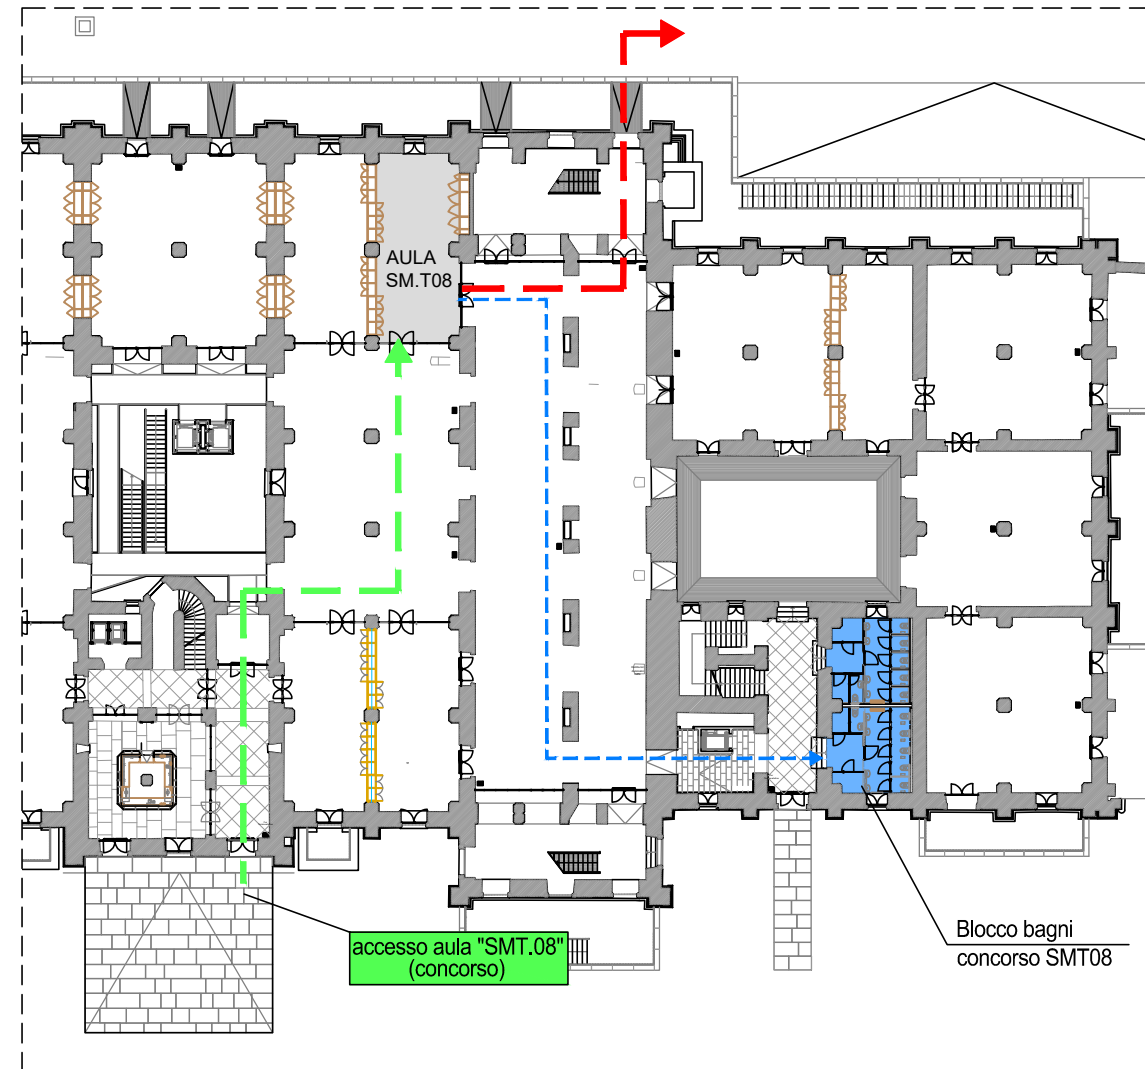 AULA
SM.T08
accesso aula "SMT.08"
(concorso)
Blocco bagni
concorso SMT08